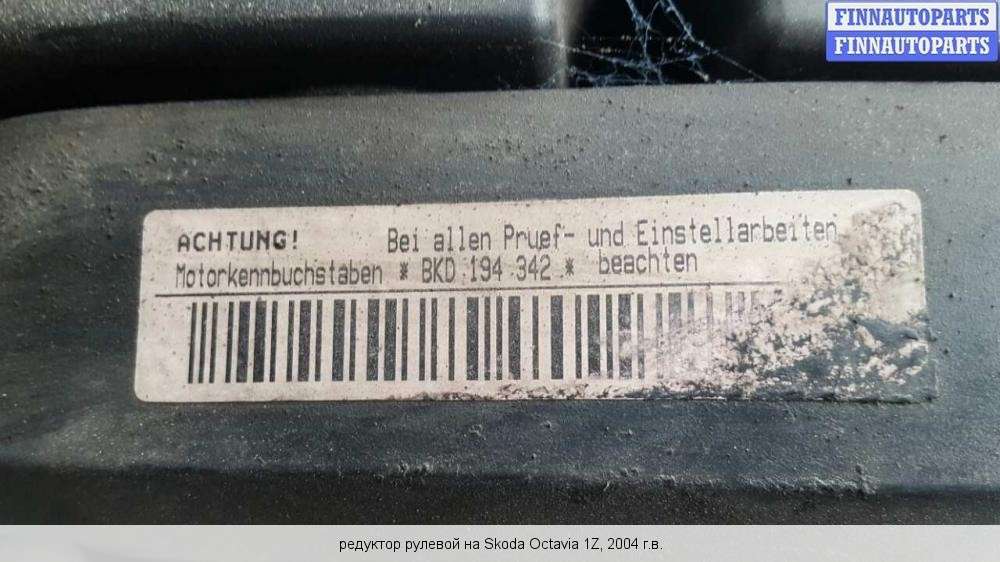 FINNAUTOPARTS
FINNAUTOPARTS
ACHTUNG! Bei allen Pruef- und Einstellarbeiten
Motorkennbuchstaben * BKD 194 342 * beachten
редуктор рулевой на Skoda Octavia 1Z, 2004 г.в.